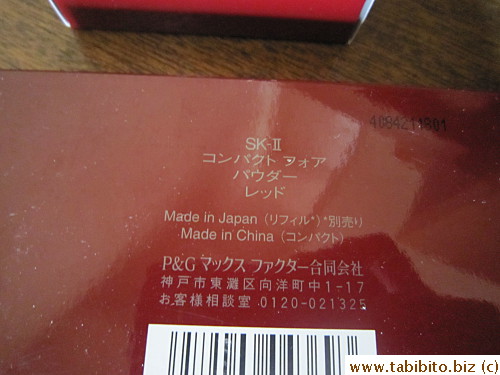 4084211801
SK-II
コンパクト フォア
パウダー
レッド
Made in Japan (リフィル*)*別売り
Made in China (コンパクト)
P&G マックス ファクター合同会社
神戸市東灘区向洋町中1-17
お客様相談室 0120-021325
www.tabibito.biz (c)